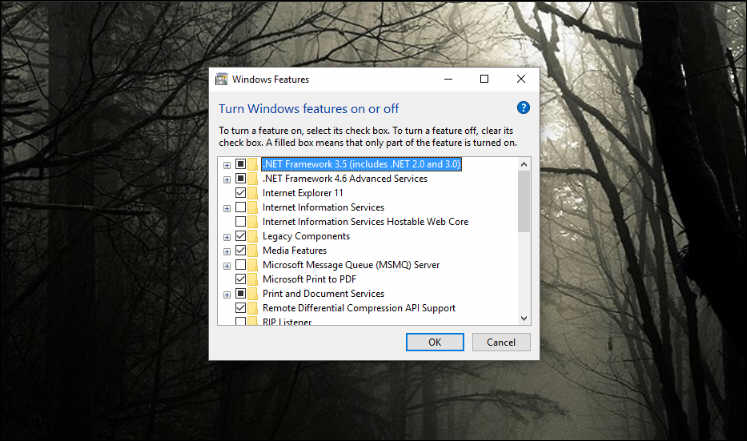 Windows Features
Turn Windows features on or off
To turn a feature on, select its check box. To turn a feature off, clear its
check box. A filled box means that only part of the feature is turned on.
.NET Framework 3.5 (includes .NET 2.0 and 3.0)
.NET Framework 4.6 Advanced Services
Internet Explorer 11
Internet Information Services
Internet Information Services Hostable Web Core
Legacy Components
Media Features
Microsoft Message Queue (MSMQ) Server
Microsoft Print to PDF
Print and Document Services
Remote Differential Compression API Support
RIP Listener
OK
Cancel